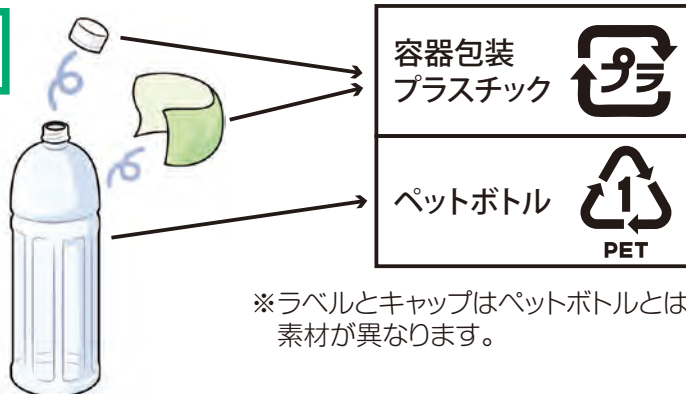 容器包装
プラスチック
プラ
ペットボトル
1
PET
※ラベルとキャップはペットボトルとは
素材が異なります。